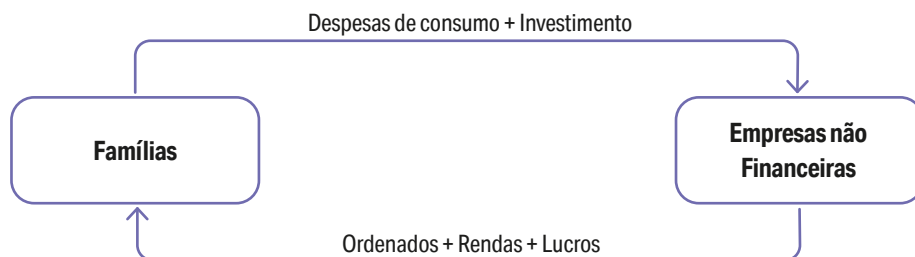 Despesas de consumo + Investimento
Famílias
Empresas não
Financeiras
Ordenados + Rendas + Lucros